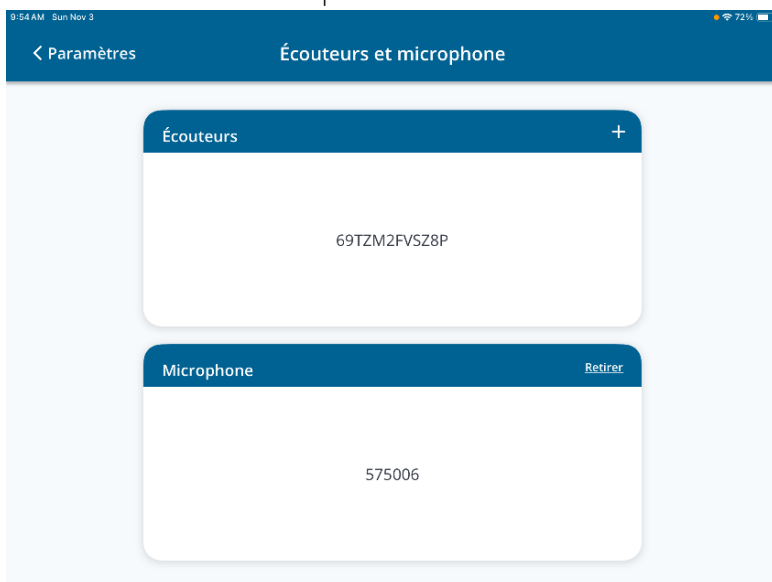 9:54 AM Sun Nov 3
72%
Paramètres
Écouteurs et microphone
Écouteurs
69TZM2FVSZ8P
Microphone
Retirer
575006